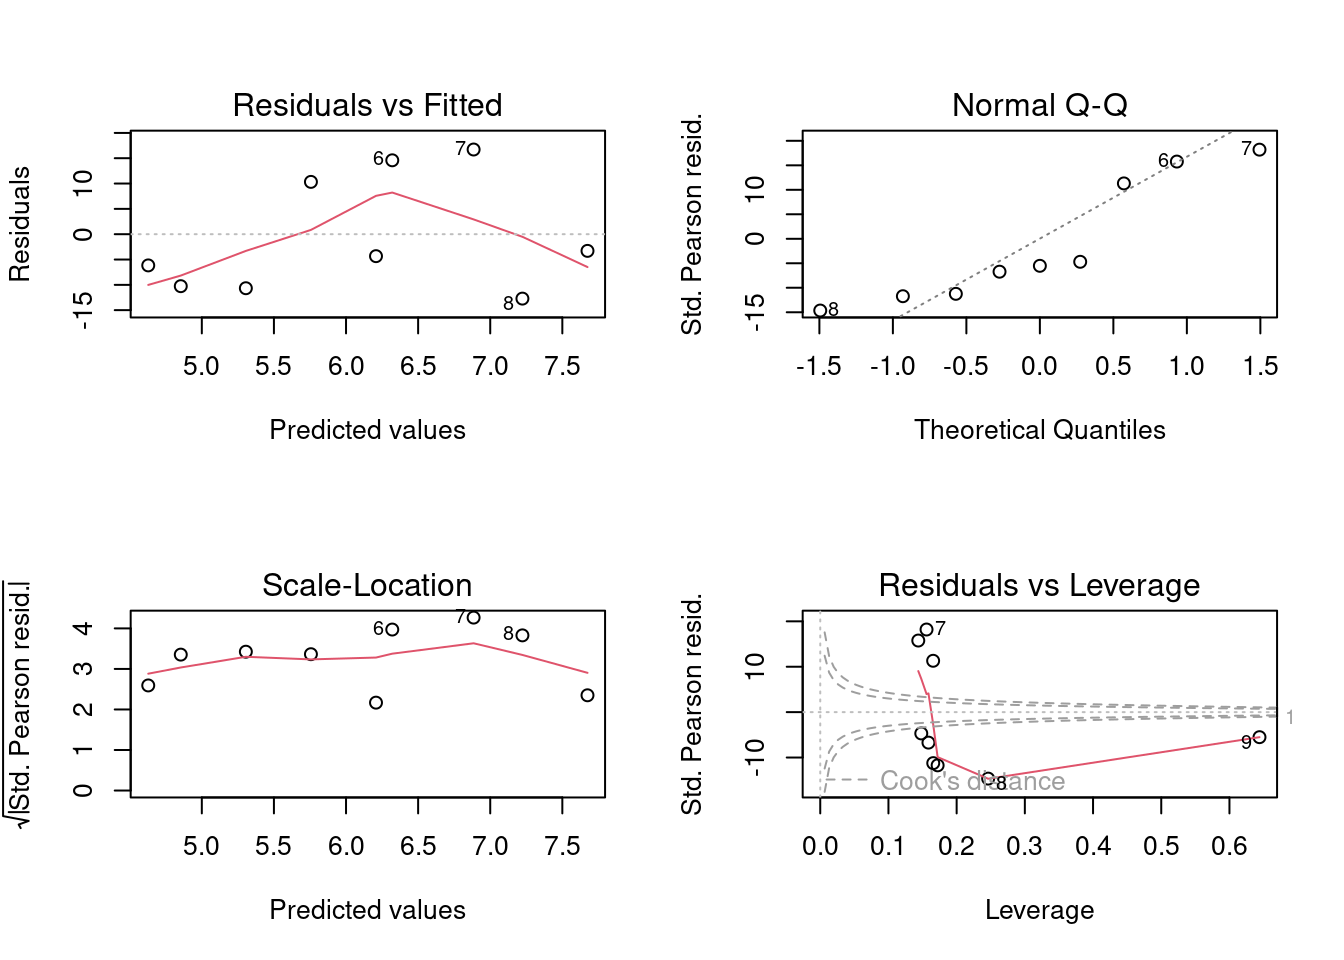 Residuals vs Fitted
Residuals
-15 0 10
6
7
8
5.0 5.5 6.0 6.5 7.0 7.5
Predicted values
Normal Q-Q
Std. Pearson resid.
-15 0 10
6
7
8
-1.5 -1.0 -0.5 0.0 0.5 1.0 1.5
Theoretical Quantiles
Scale-Location
√|Std. Pearson resid.|
0 1 2 3 4
6
7
8
5.0 5.5 6.0 6.5 7.0 7.5
Predicted values
Residuals vs Leverage
Std. Pearson resid.
-10 10
7
1
9
8
Cook's distance
0.0 0.1 0.2 0.3 0.4 0.5 0.6
Leverage